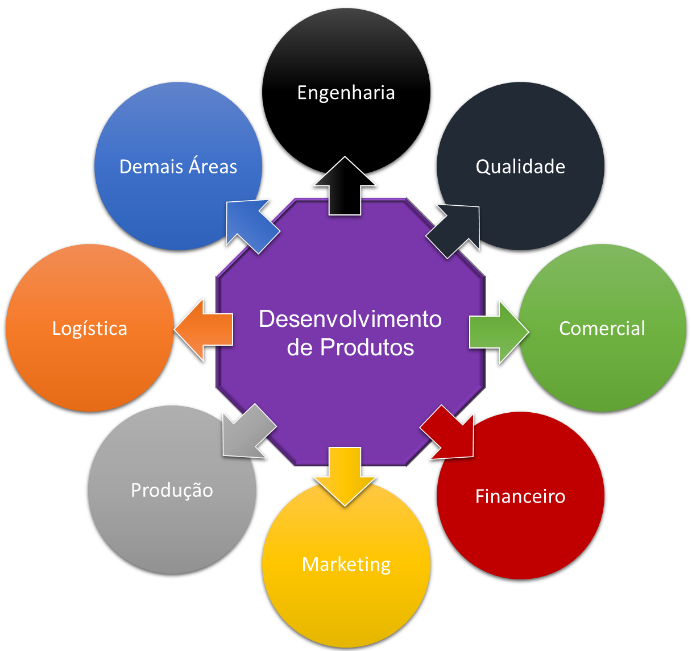 Engenharia
Demais Áreas
Qualidade
Logística
Desenvolvimento
de Produtos
Comercial
Produção
Financeiro
Marketing